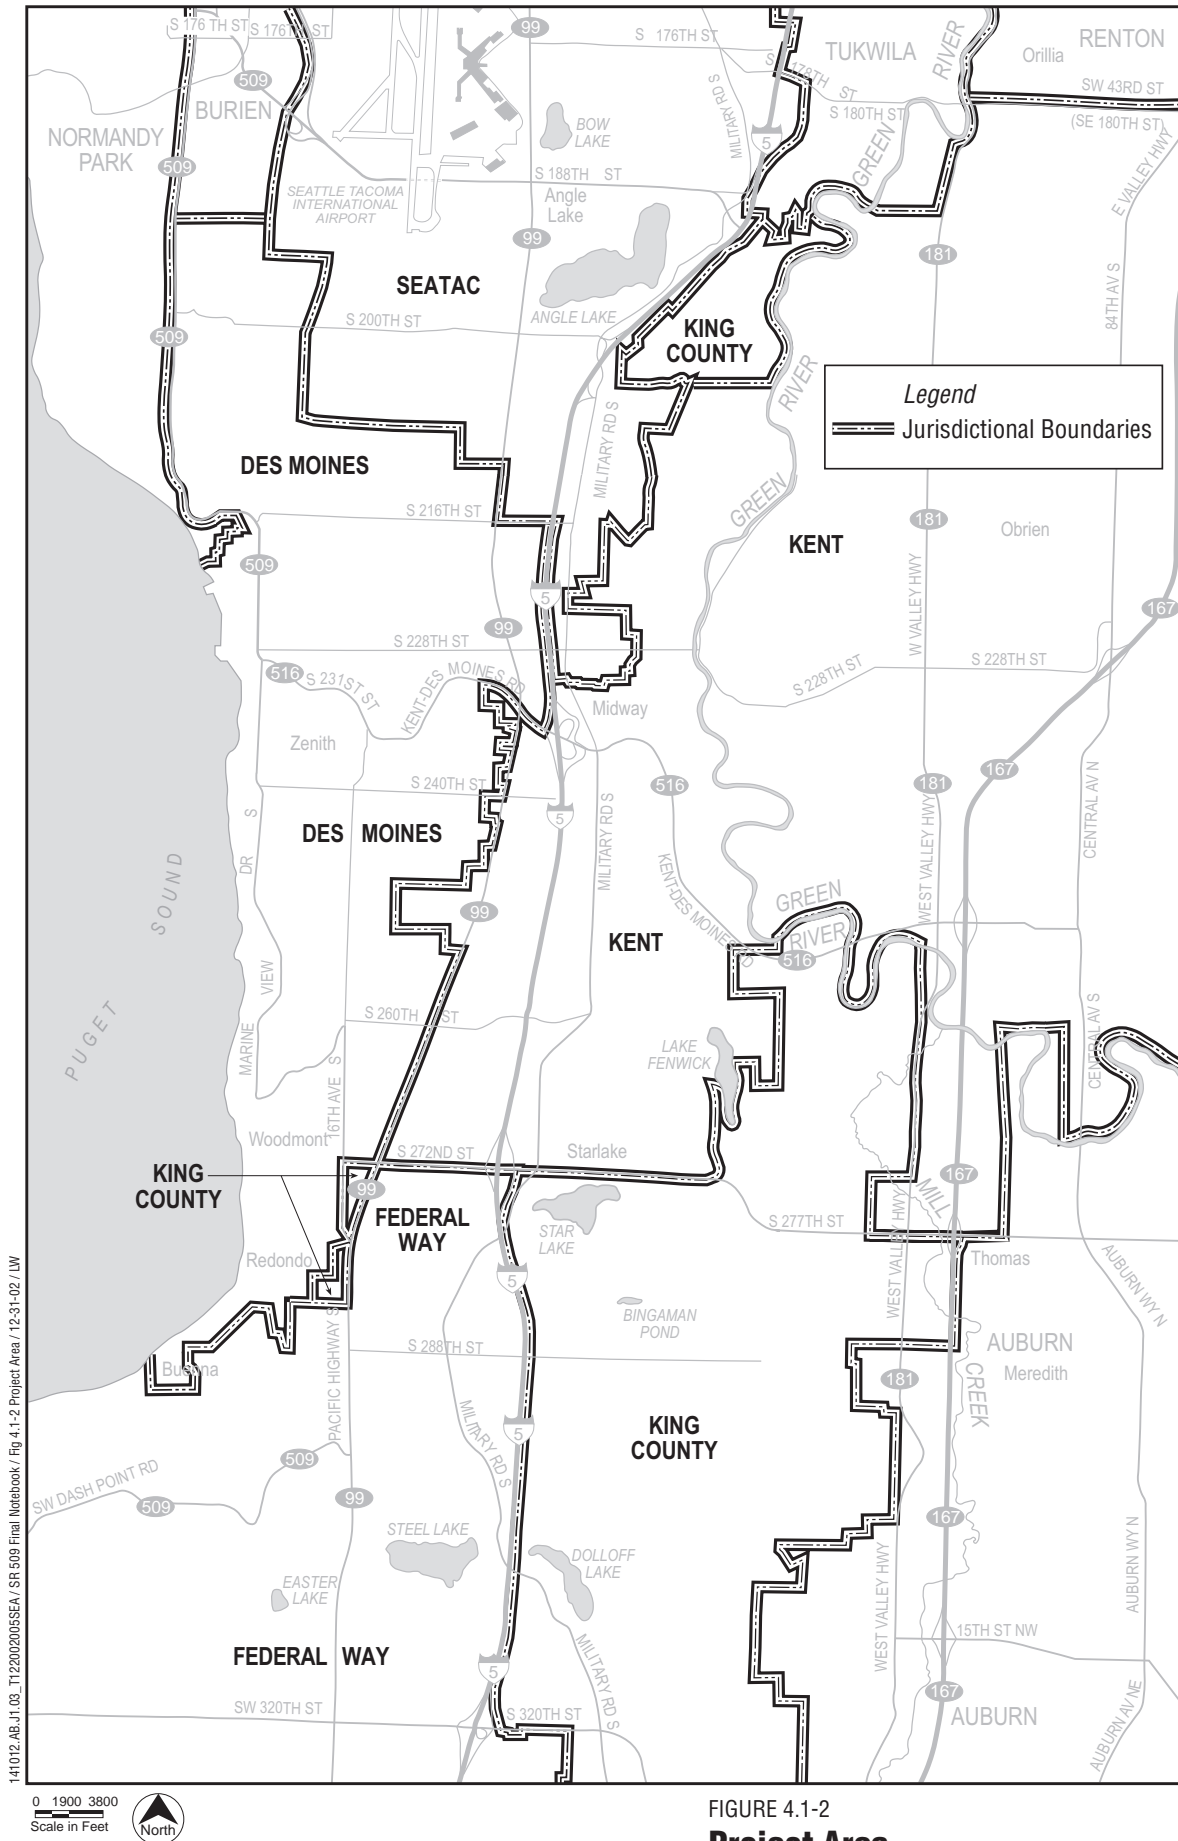 S 176 TH ST
S 176TH ST
99
S 176TH ST
TUKWILA
RIVER
RENTON
Orillia
509
BURIEN
MILITARY RD S
S 178TH ST
SW 43RD ST
S 180TH ST
(SE 180TH ST)
NORMANDY
PARK
BOW
LAKE
5
GREEN
E VALLEY HWY
509
SEATTLE TACOMA
INTERNATIONAL
AIRPORT
S 188TH ST
Angle
Lake
99
181
SEATAC
ANGLE LAKE
KING
COUNTY
84TH AV S
509
S 200TH ST
RIVER
Legend
Jurisdictional Boundaries
MILITARY RD S
DES MOINES
GREEN
S 216TH ST
181
Obrien
KENT
509
5
W VALLEY HWY
167
99
S 228TH ST
S 228TH ST
S 228TH ST
516
S 231ST ST
KENT-DES MOINES RD
Midway
Zenith
167
S 240TH ST
516
181
5
MILITARY RD S
CENTRAL AV N
DES MOINES
WEST VALLEY HWY
PUGET SOUND
MARINE VIEW DR S
KENT-DES MOINES RD
GREEN
RIVER
99
KENT
516
S 260TH ST
LAKE
FENWICK
CENTRAL AV S
16TH AVE S
Woodmont
S 272ND ST
Starlake
KING
COUNTY
99
167
MILL
FEDERAL
WAY
STAR
LAKE
S 277TH ST
WEST VALLEY HWY
Redondo
Thomas
5
AUBURN WY N
BINGAMAN
POND
PACIFIC HIGHWAY S
S 288TH ST
AUBURN
Meredith
Buenna
181
CREEK
MILITARY RD S
5
KING
COUNTY
509
SW DASH POINT RD
509
99
167
STEEL LAKE
DOLLOFF
LAKE
EASTER
LAKE
WEST VALLEY HWY
AUBURN WY N
15TH ST NW
FEDERAL WAY
5
MILITARY RD S
167
SW 320TH ST
S 320TH ST
AUBURN
AUBURN AV NE
141012.AB.J1.03_T122002005SEA / SR 509 Final Notebook / Fig 4.1-2 Project Area / 12-31-02 / LW
0 1900 3800
Scale in Feet
North
FIGURE 4.1-2
Project Area